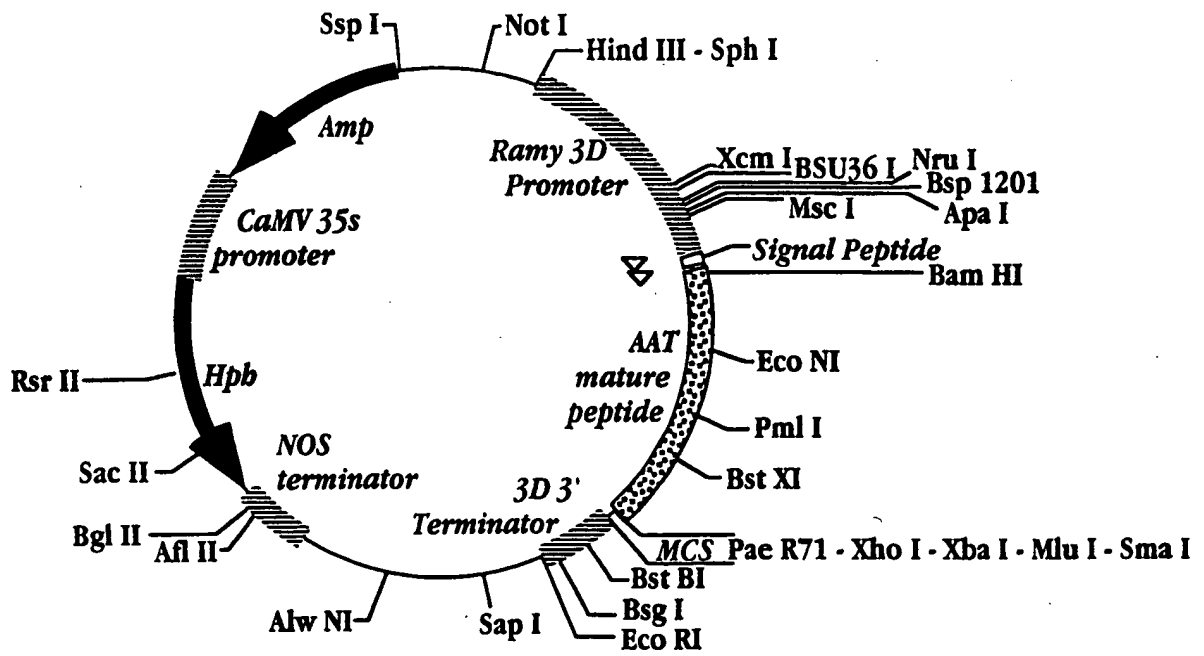 Ssp I
Not I
Hind III - Sph I
Amp
Ramy 3D
Promoter
Xcm I
BSU36 I
Nru I
Bsp 1201
Msc I
Apa I
CaMV 35s
promoter
Signal Peptide
Bam HI
AAT
mature
peptide
Eco NI
Rsr II
Hpb
Pml I
NOS
terminator
Sac II
Bst XI
3D 3'
Terminator
Bgl II
Afl II
MCS
Pae R71 - Xho I - Xba I - Mlu I - Sma I
Bst BI
Alw NI
Sap I
Bsg I
Eco RI